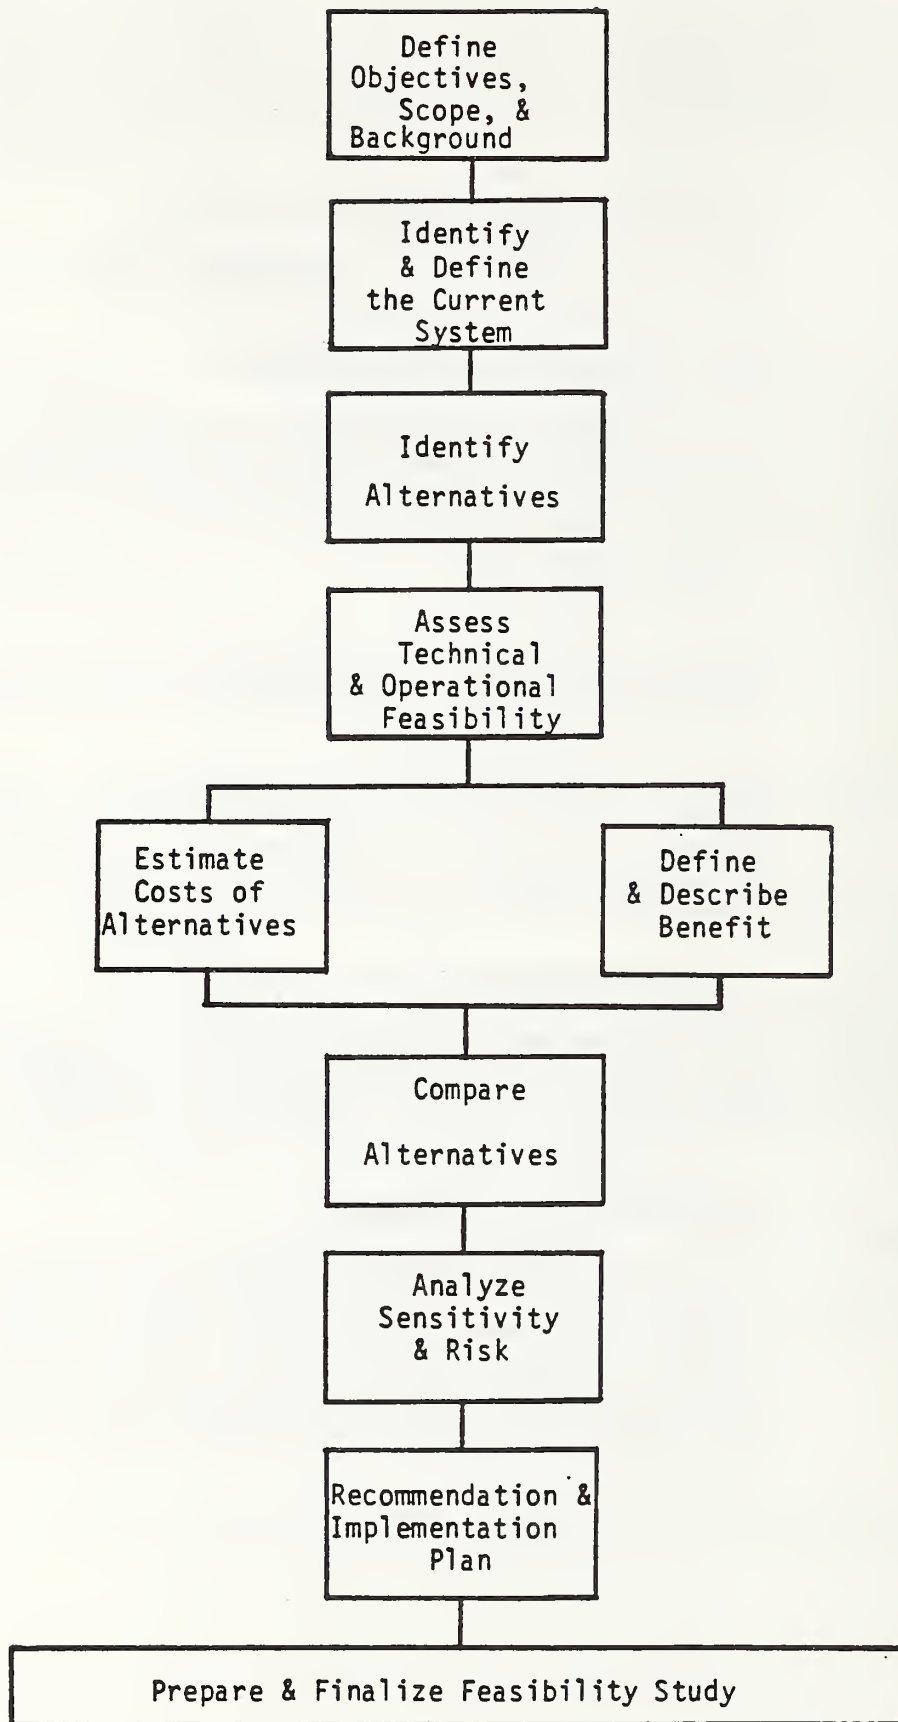 Define
Objectives,
Scope, &
Background
Identify
& Define
the Current
System
Identify
Alternatives
Assess
Technical
& Operational
Feasibility
Estimate
Costs of
Alternatives
Define
& Describe
Benefit
Compare
Alternatives
Analyze
Sensitivity
& Risk
Recommendation &
Implementation
Plan
Prepare & Finalize Feasibility Study